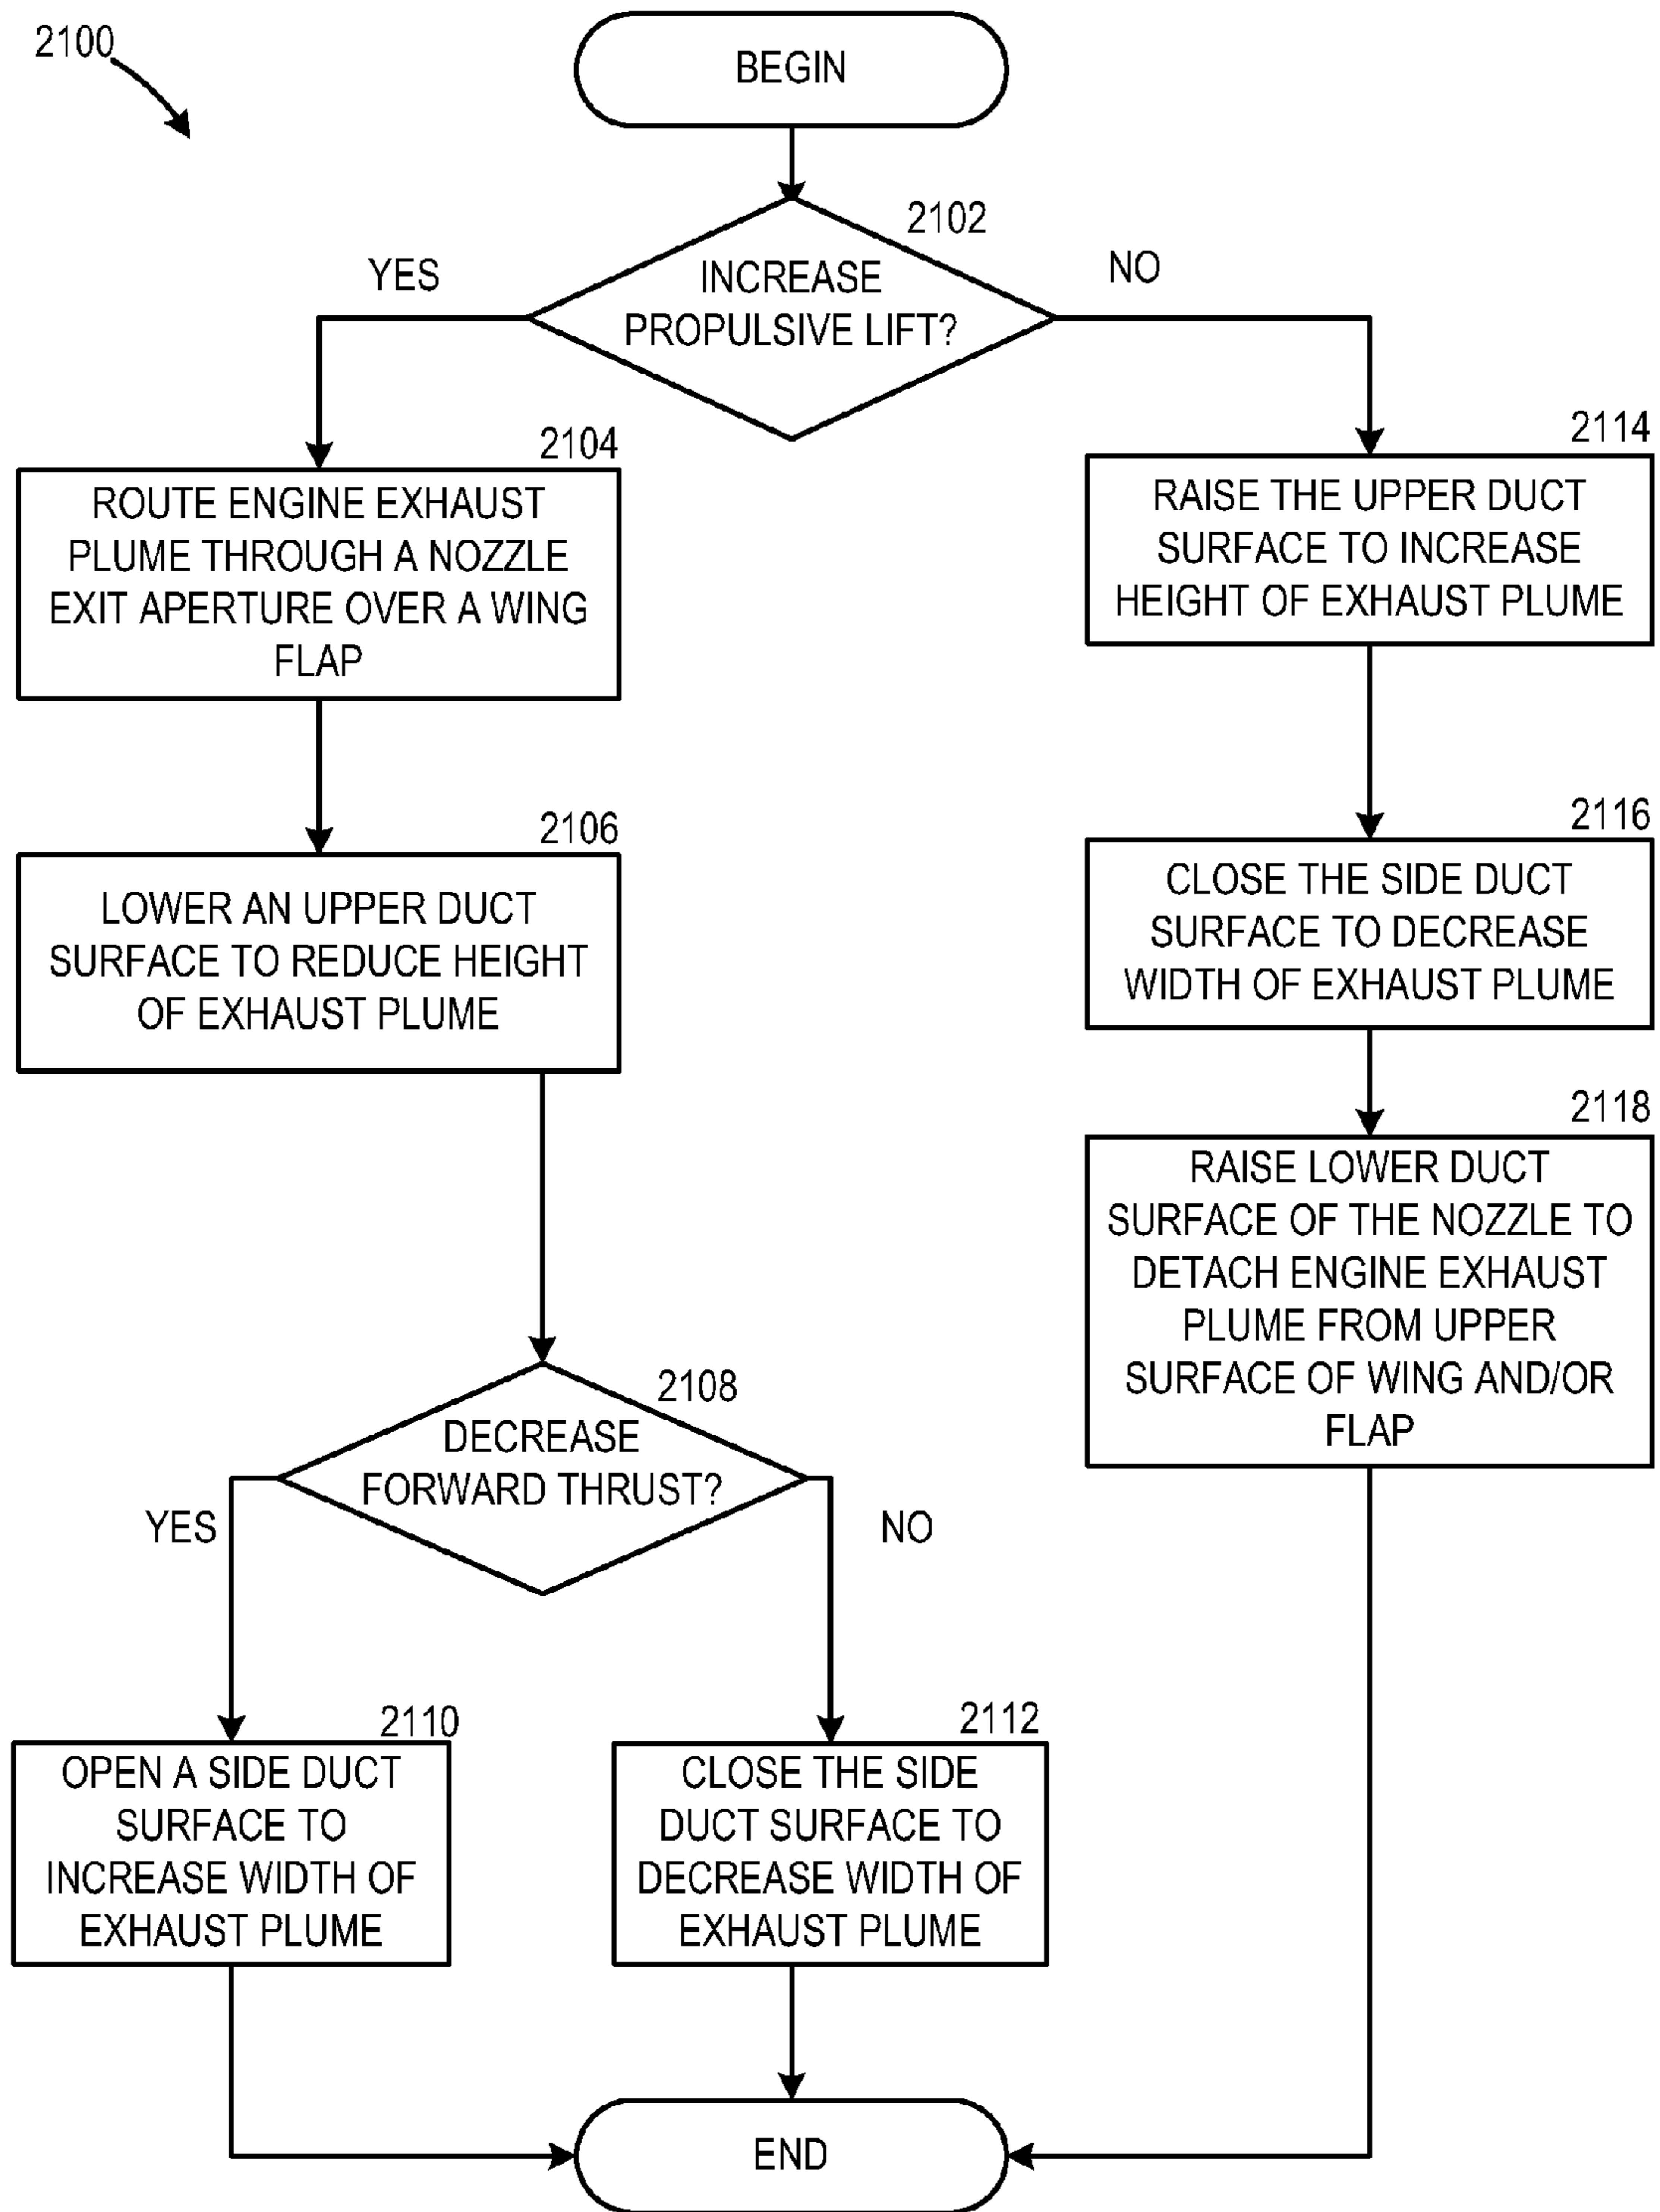 2100
BEGIN
2102
INCREASE
PROPULSIVE LIFT?
YES
NO
2104
ROUTE ENGINE EXHAUST
PLUME THROUGH A NOZZLE
EXIT APERTURE OVER A WING
FLAP
2106
LOWER AN UPPER DUCT
SURFACE TO REDUCE HEIGHT
OF EXHAUST PLUME
2108
DECREASE
FORWARD THRUST?
YES
NO
2110
OPEN A SIDE DUCT
SURFACE TO
INCREASE WIDTH OF
EXHAUST PLUME
2112
CLOSE THE SIDE
DUCT SURFACE TO
DECREASE WIDTH OF
EXHAUST PLUME
2114
RAISE THE UPPER DUCT
SURFACE TO INCREASE
HEIGHT OF EXHAUST PLUME
2116
CLOSE THE SIDE DUCT
SURFACE TO DECREASE
WIDTH OF EXHAUST PLUME
2118
RAISE LOWER DUCT
SURFACE OF THE NOZZLE TO
DETACH ENGINE EXHAUST
PLUME FROM UPPER
SURFACE OF WING AND/OR
FLAP
END